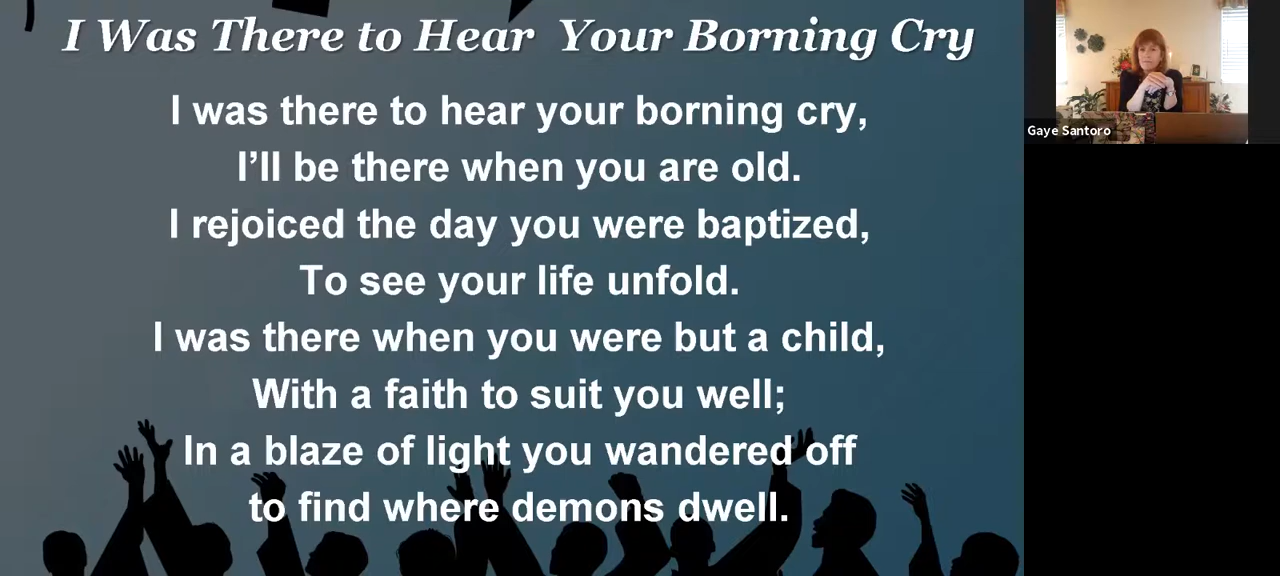 I Was There to Hear Your Borning Cry
I was there to hear your borning cry,
I'll be there when you are old.
I rejoiced the day you were baptized,
To see your life unfold.
I was there when you were but a child,
With a faith to suit you well;
In a blaze of light you wandered off
to find where demons dwell.
Gaye Santoro